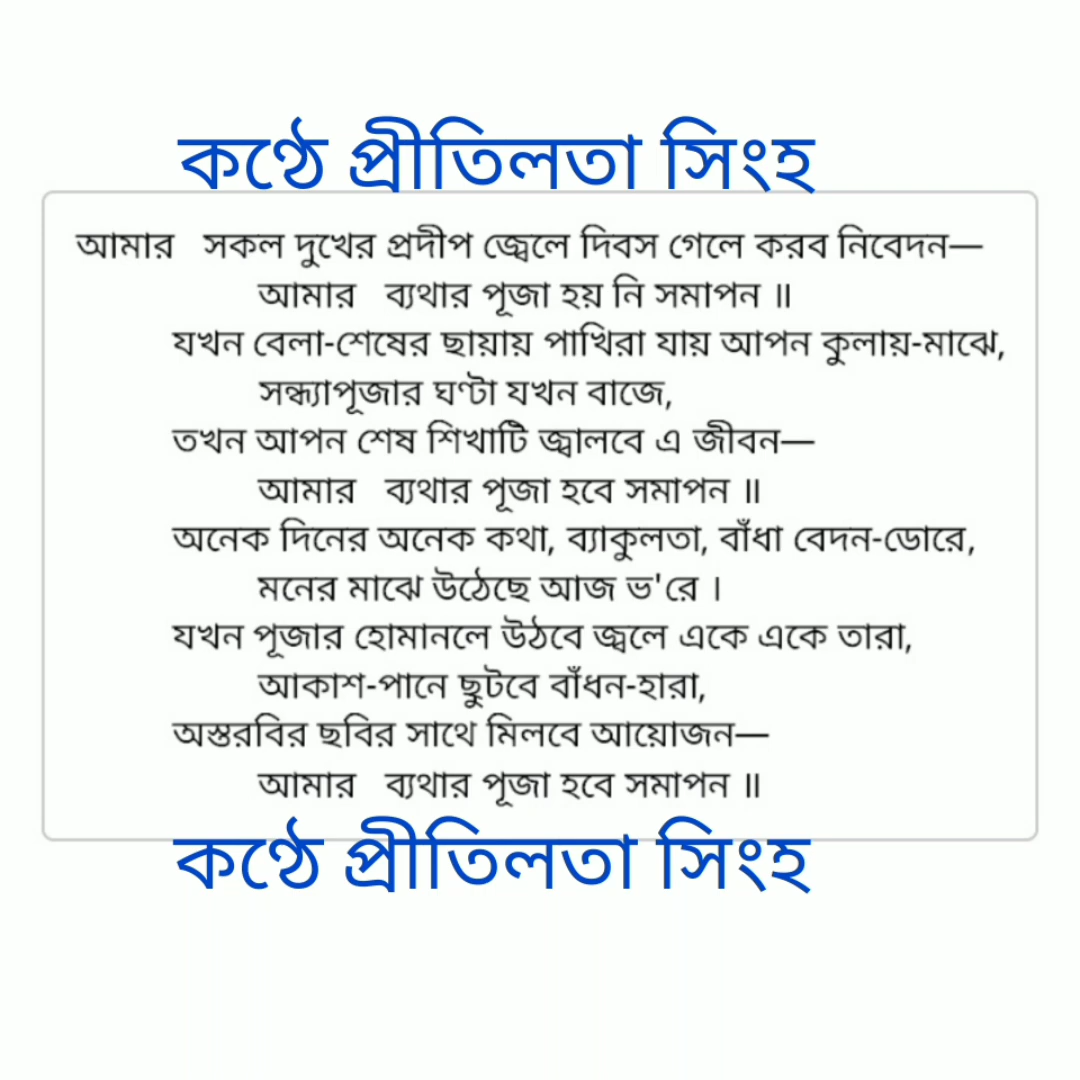 কণ্ঠে প্রীতিলতা সিংহ
আমার সকল দুখের প্রদীপ জ্বেলে দিবস গেলে করব নিবেদন—
আমার ব্যথার পূজা হয় নি সমাপন ॥
যখন বেলা-শেষের ছায়ায় পাখিরা যায় আপন কুলায়-মাঝে,
সন্ধ্যাপূজার ঘণ্টা যখন বাজে,
তখন আপন শেষ শিখাটি জ্বালবে এ জীবন—
আমার ব্যথার পূজা হবে সমাপন ॥
অনেক দিনের অনেক কথা, ব্যাকুলতা, বাঁধা বেদন-ডোরে,
মনের মাঝে উঠেছে আজ ভ'রে ।
যখন পূজার হোমানলে উঠবে জ্বলে একে একে তারা,
আকাশ-পানে ছুটবে বাঁধন-হারা,
অস্তরবির ছবির সাথে মিলবে আয়োজন—
আমার ব্যথার পূজা হবে সমাপন ॥
কণ্ঠে প্রীতিলতা সিংহ